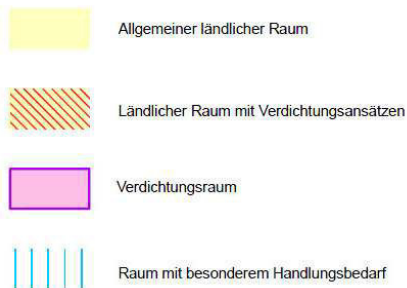 Allgemeiner ländlicher Raum
Ländlicher Raum mit Verdichtungsansätzen
Verdichtungsraum
Raum mit besonderem Handlungsbedarf